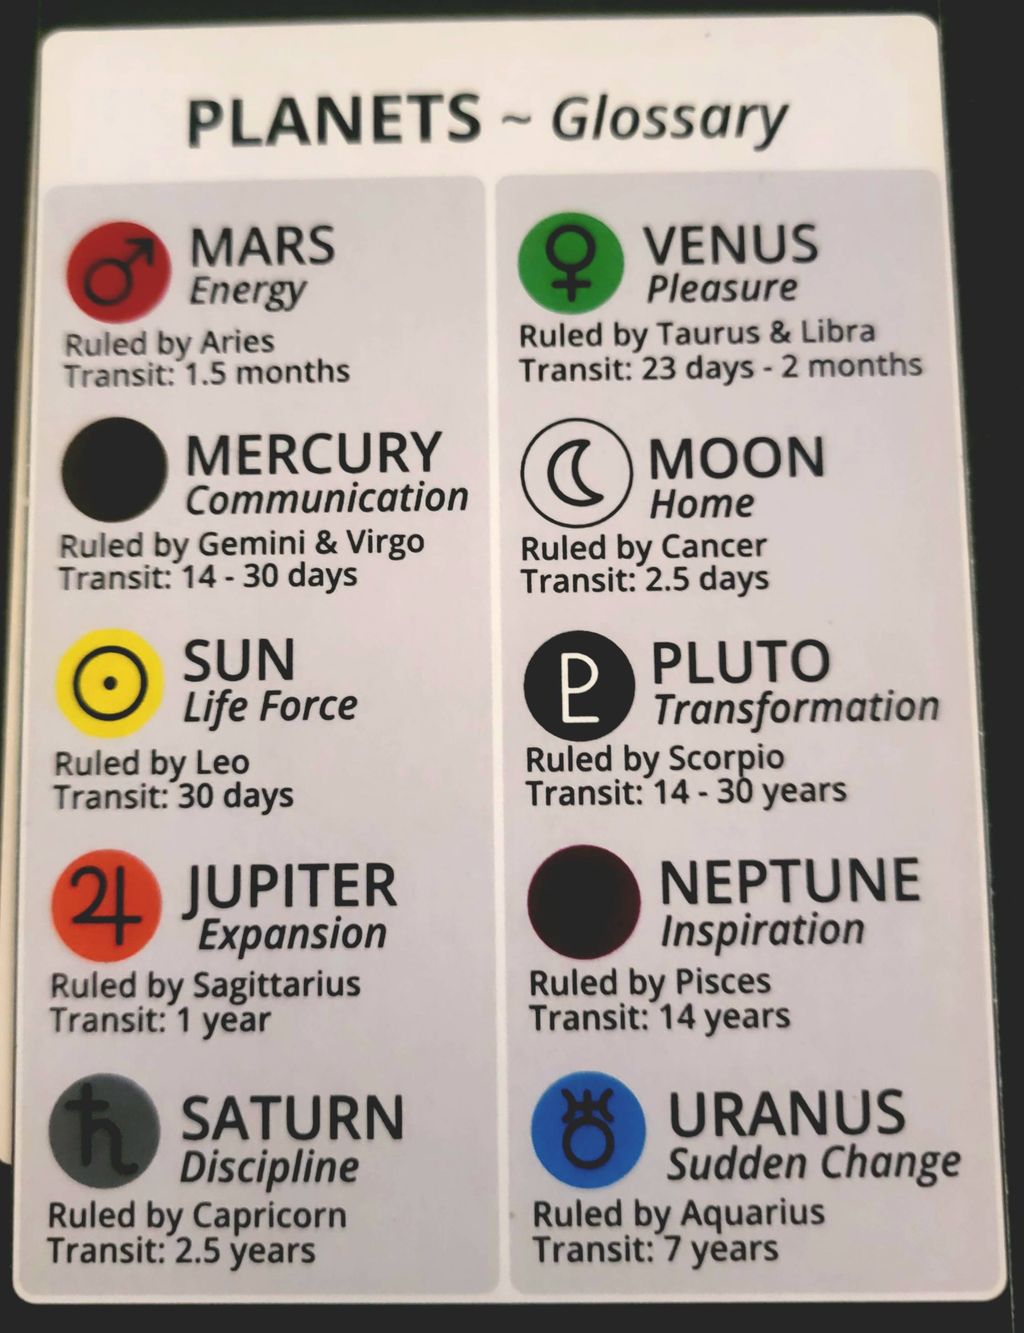 PLANETS ~ Glossary
MARS
Energy
Ruled by Aries
Transit: 1.5 months
MERCURY
Communication
Ruled by Gemini & Virgo
Transit: 14 - 30 days
SUN
Life Force
Ruled by Leo
Transit: 30 days
JUPITER
Expansion
Ruled by Sagittarius
Transit: 1 year
SATURN
Discipline
Ruled by Capricorn
Transit: 2.5 years
VENUS
Pleasure
Ruled by Taurus & Libra
Transit: 23 days - 2 months
MOON
Home
Ruled by Cancer
Transit: 2.5 days
PLUTO
Transformation
Ruled by Scorpio
Transit: 14 - 30 years
NEPTUNE
Inspiration
Ruled by Pisces
Transit: 14 years
URANUS
Sudden Change
Ruled by Aquarius
Transit: 7 years